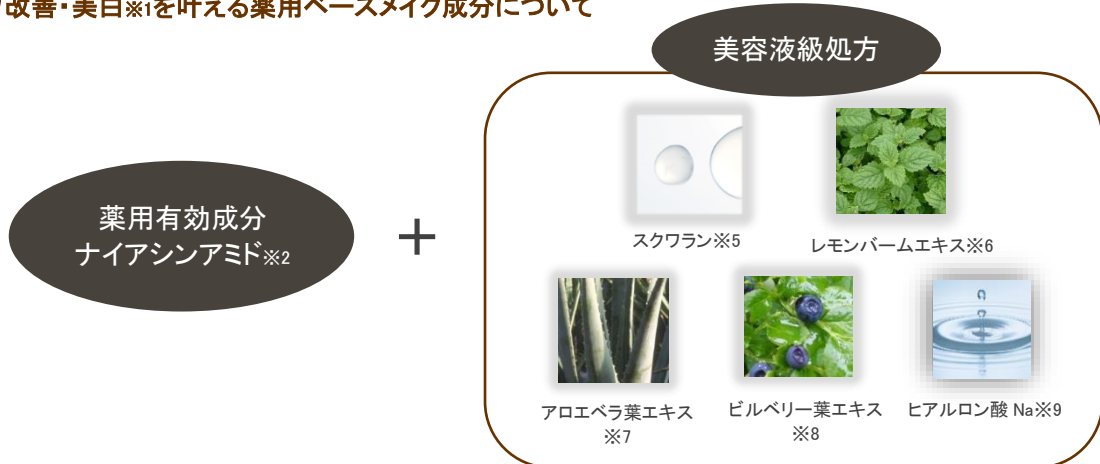 改善・美白※1を叶える薬用ベースメイク成分について
美容液級処方
薬用有効成分
ナイアシンアミド※2
+
スクワラン※5
レモンバームエキス※6
アロエベラ葉エキス
※7
ビルベリー葉エキス
※8
ヒアルロン酸 Na※9